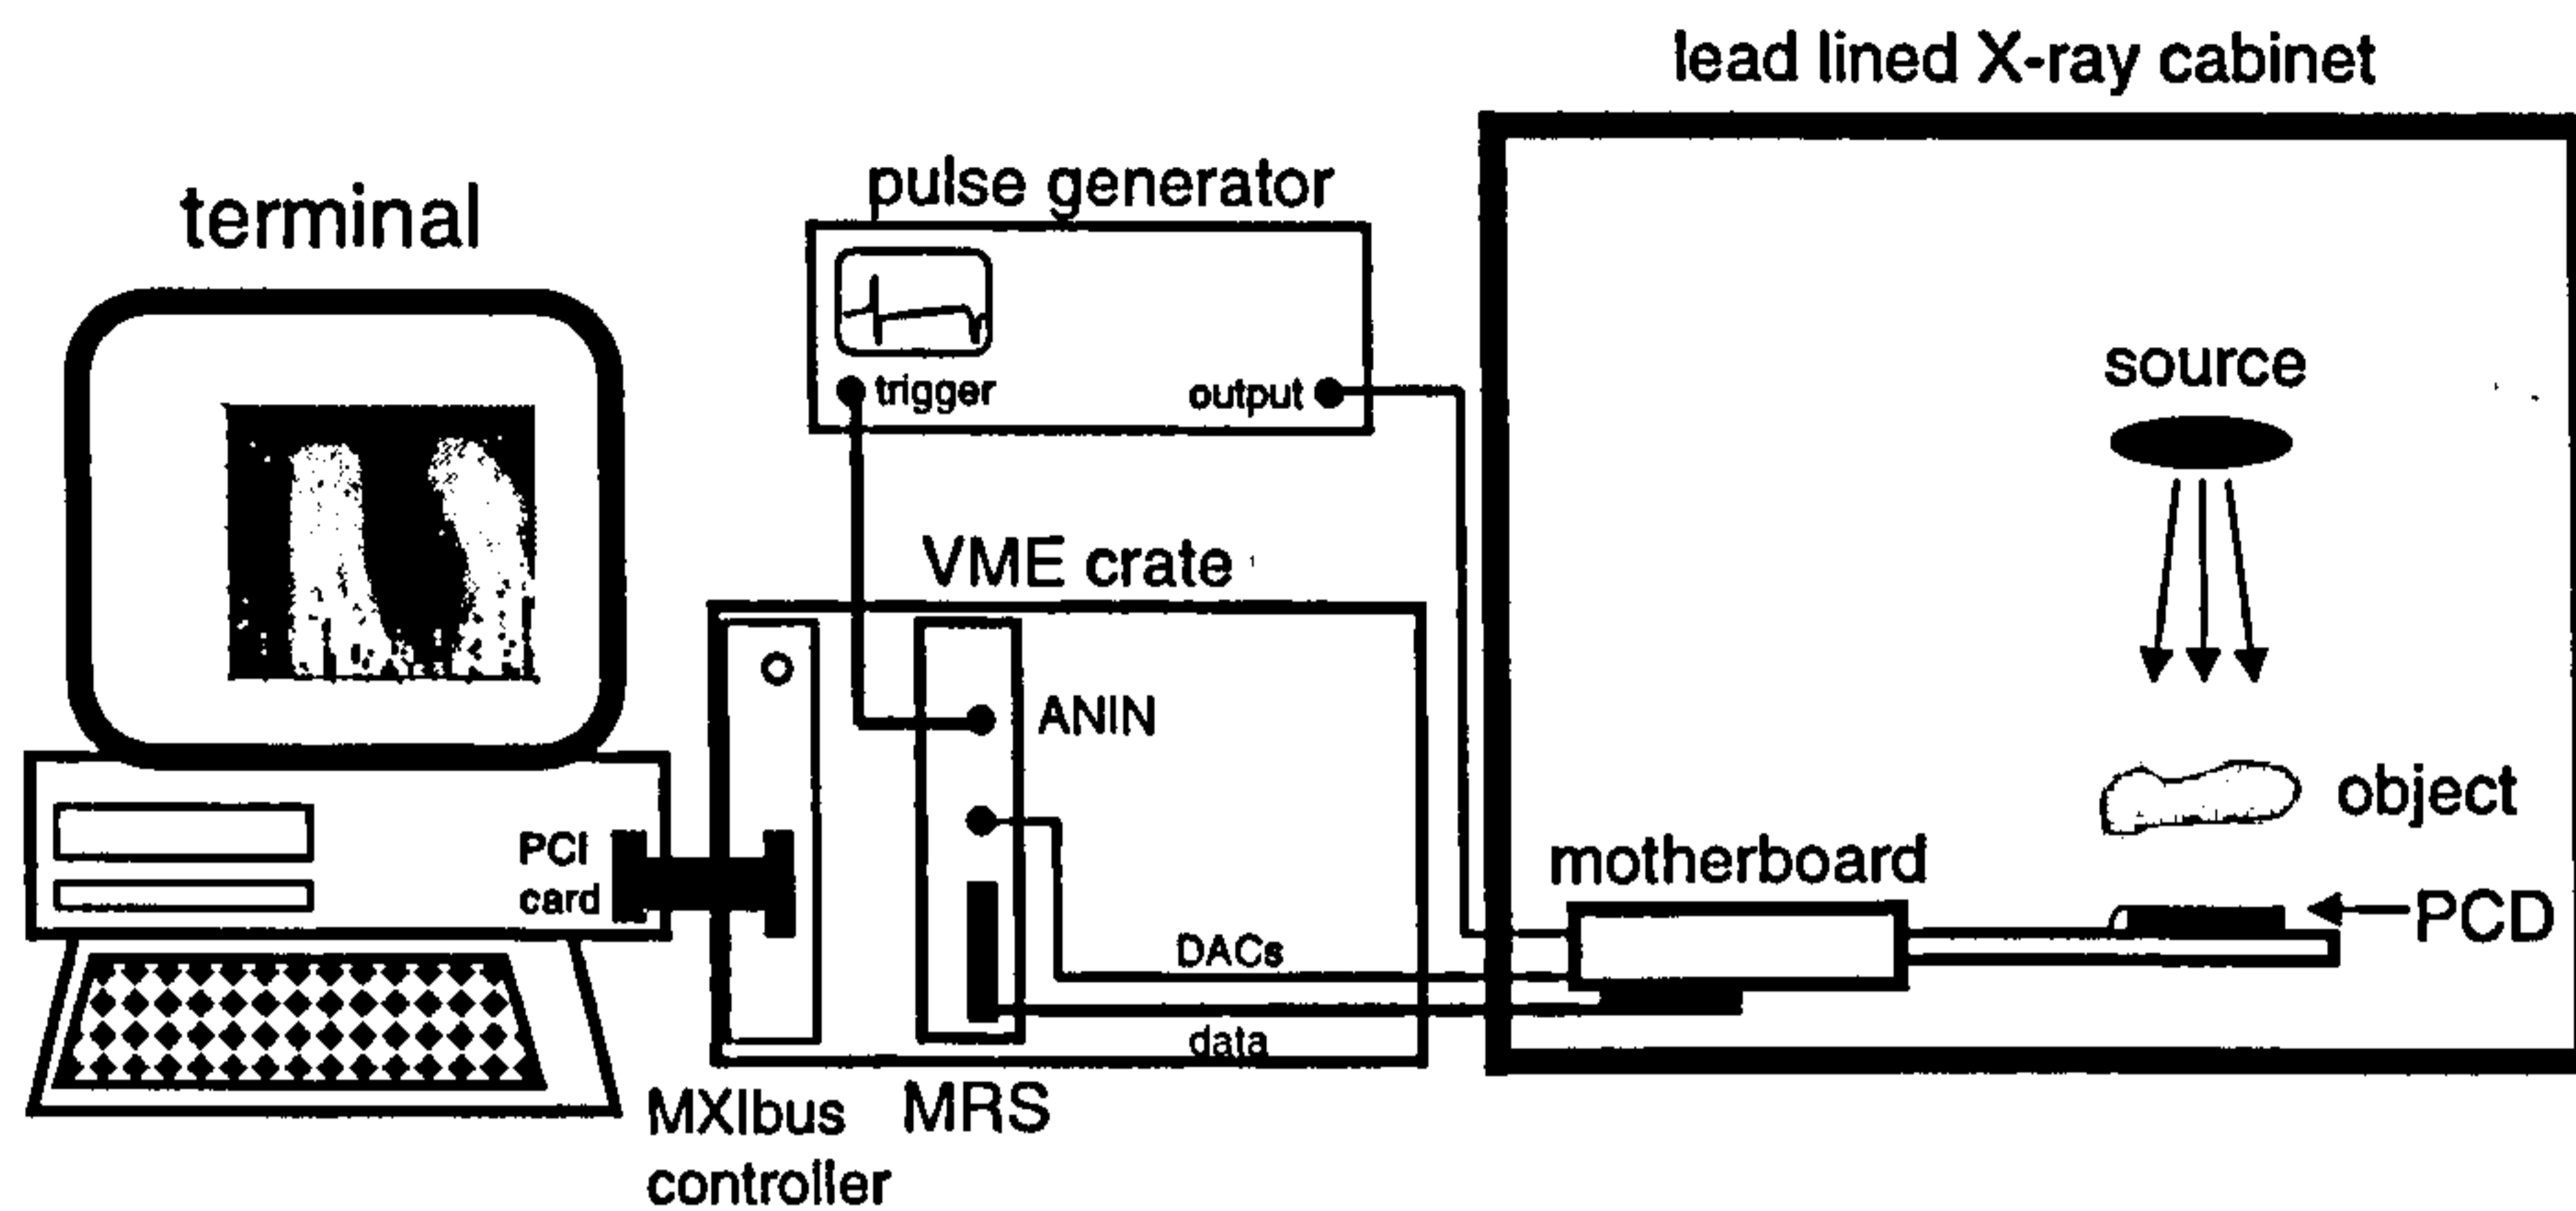 lead lined X-ray cabinet
pulse generator
terminal
trigger
output
source
VME crate
ANIN
object
PCI
card
motherboard
PCD
DACs
data
MXIbus
controller
MRS